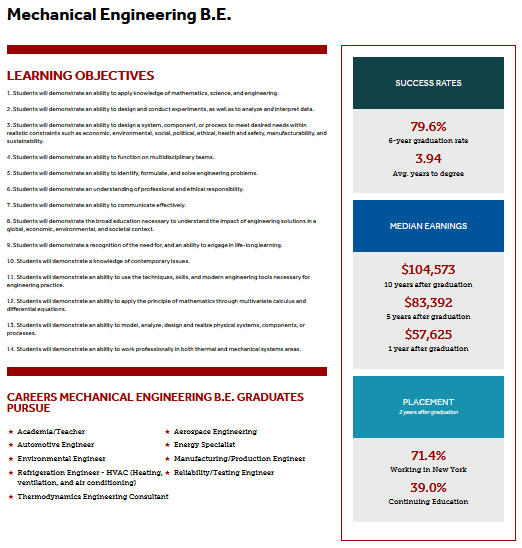 Mechanical Engineering B.E.
LEARNING OBJECTIVES
1. Students will demonstrate an ability to apply knowledge of mathematics, science, and engineering.
2. Students will demonstrate an ability to design and conduct experiments, as well as to analyze and interpret data.
3. Students will demonstrate an ability to design a system, component, or process to meet desired needs within
realistic constraints such as economic, environmental, social, political, ethical, health and safety, manufacturability, and
sustainability.
4. Students will demonstrate an ability to function on multidisciplinary teams.
5. Students will demonstrate an ability to identify, formulate, and solve engineering problems.
6. Students will demonstrate an understanding of professional and ethical responsibility.
7. Students will demonstrate an ability to communicate effectively.
8. Students will demonstrate the broad education necessary to understand the impact of engineering solutions in a
global, economic, environmental, and societal context.
9. Students will demonstrate a recognition of the need for, and an ability to engage in life-long learning.
10. Students will demonstrate a knowledge of contemporary issues.
11. Students will demonstrate an ability to use the techniques, skills, and modern engineering tools necessary for
engineering practice.
12. Students will demonstrate an ability to apply the principle of mathematics through multivariate calculus and
differential equations.
13. Students will demonstrate an ability to model, analyze, design and realize physical systems, components, or
processes.
14. Students will demonstrate an ability to work professionally in both thermal and mechanical systems areas.
CAREERS MECHANICAL ENGINEERING B.E. GRADUATES
PURSUE
★ Academia/Teacher
★ Automotive Engineer
★ Environmental Engineer
★ Refrigeration Engineer - HVAC (Heating,
ventilation, and air conditioning)
★ Thermodynamics Engineering Consultant
★ Aerospace Engineering
★ Energy Specialist
★ Manufacturing/Production Engineer
★ Reliability/Testing Engineer
SUCCESS RATES
79.6%
6-year graduation rate
3.94
Avg. years to degree
MEDIAN EARNINGS
$104,573
10 years after graduation
$83,392
5 years after graduation
$57,625
1 year after graduation
PLACEMENT
2 years after graduation
71.4%
Working in New York
39.0%
Continuing Education